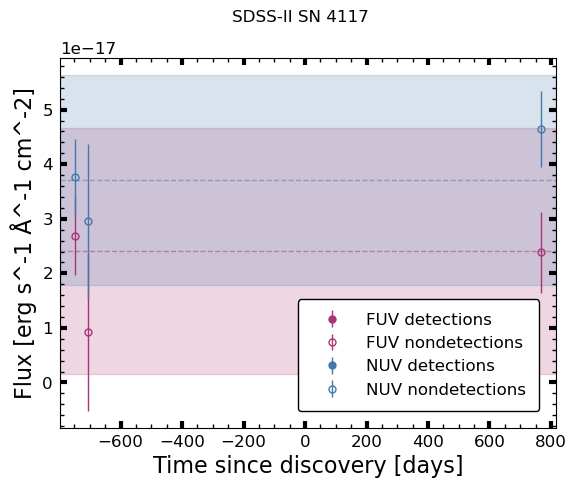 SDSS-II SN 4117
1e−17
Flux [erg s^-1 Å^-1 cm^-2]
5
4
3
2
1
0
FUV detections
FUV nondetections
NUV detections
NUV nondetections
−600 −400 −200 0 200 400 600 800
Time since discovery [days]